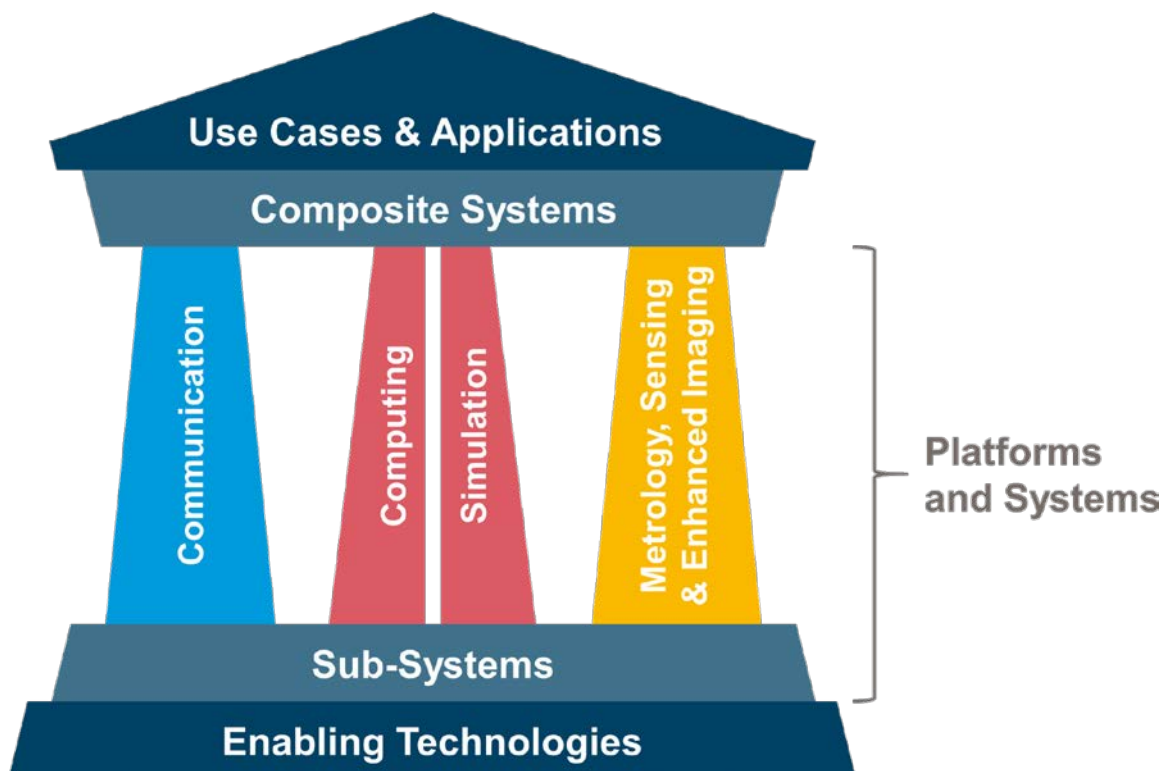 Use Cases & Applications
Composite Systems
Communication
Computing
Simulation
Metrology, Sensing
& Enhanced Imaging
Platforms
and Systems
Sub-Systems
Enabling Technologies